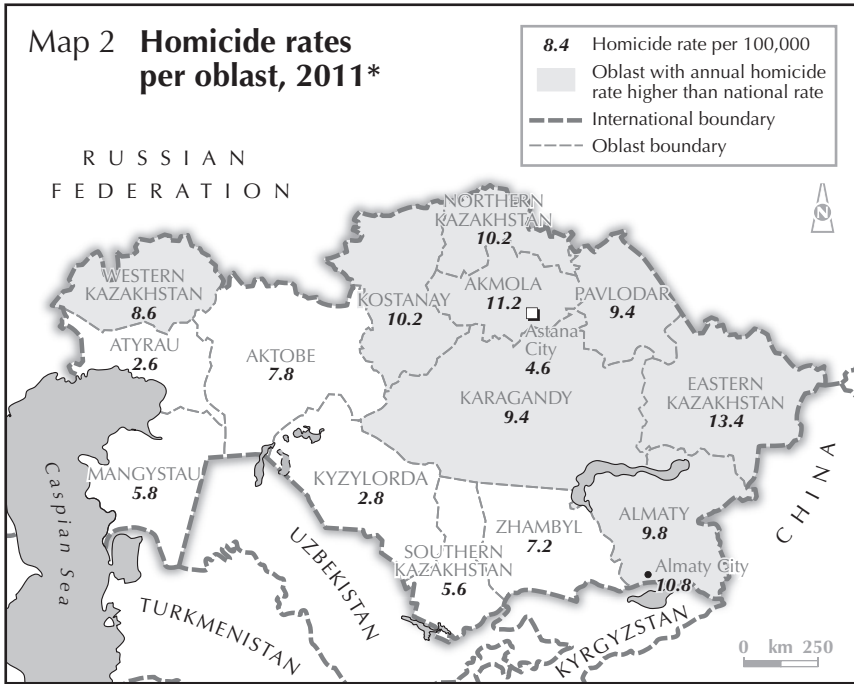 Map 2 Homicide rates
per oblast, 2011*
8.4 Homicide rate per 100,000
Oblast with annual homicide
rate higher than national rate
International boundary
Oblast boundary
RUSSIAN
FEDERATION
N
NORTHERN
KAZAKHSTAN
10.2
WESTERN
KAZAKHSTAN
8.6
KOSTANAY
10.2
AKMOLA
11.2
PAVLODAR
9.4
Astana
City
4.6
ATYRAU
2.6
AKTOBE
7.8
KARAGANDY
9.4
EASTERN
KAZAKHSTAN
13.4
MANGYSTAU
5.8
KYZYLORDA
2.8
ZHAMBYL
7.2
ALMATY
9.8
SOUTHERN
KAZAKHSTAN
5.6
Almaty City
10.8
Caspian Sea
UZBEKISTAN
TURKMENISTAN
KYRGYZSTAN
CHINA
0 km 250